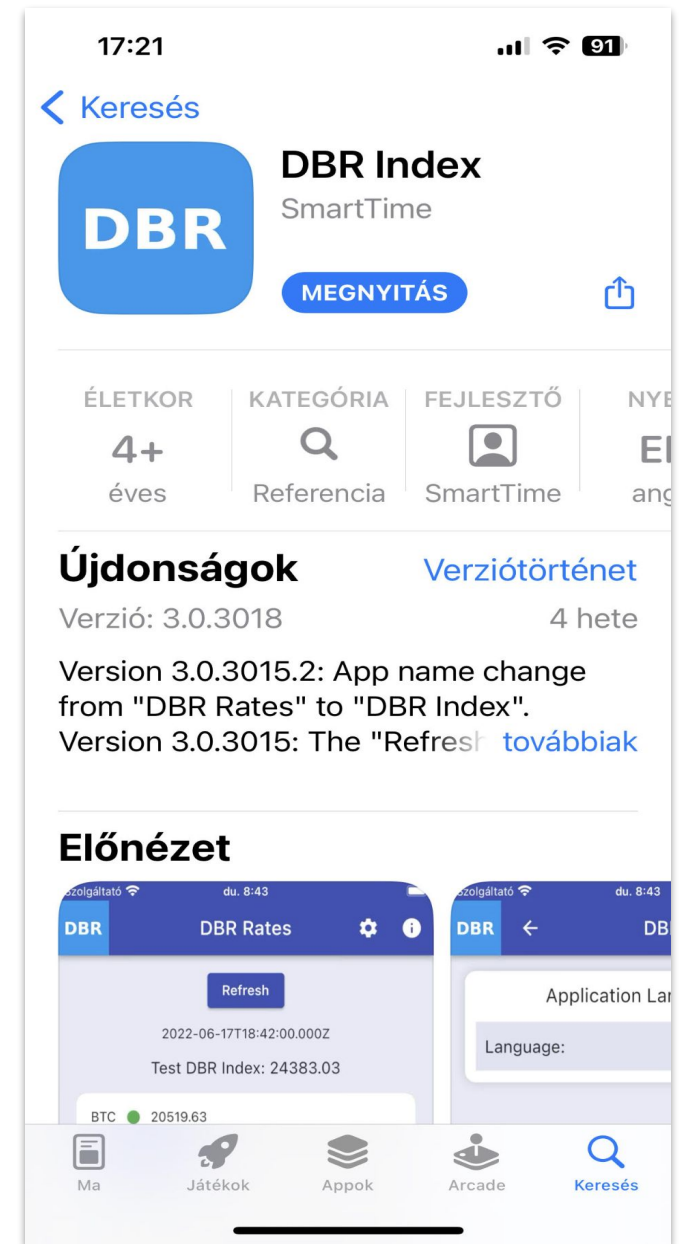 17:21
91
Keresés
DBR
DBR Index
SmartTime
MEGNYITÁS
ÉLETKOR
4+
éves
KATEGÓRIA
Referencia
FEJLESZTŐ
SmartTime
Újdonságok
Verziótörténet
Verzió: 3.0.3018
4 hete
Version 3.0.3015.2: App name change
from "DBR Rates" to "DBR Index".
Version 3.0.3015: The "Refresh továbbiak
Előnézet
szolgáltató
du. 8:43
DBR
DBR Rates
Refresh
2022-06-17T18:42:00.000Z
Test DBR Index: 24383.03
BTC 20519.63
szolgáltató
du. 8:43
DBR
Application
Language:
Ma
Játékok
Appok
Arcade
Keresés